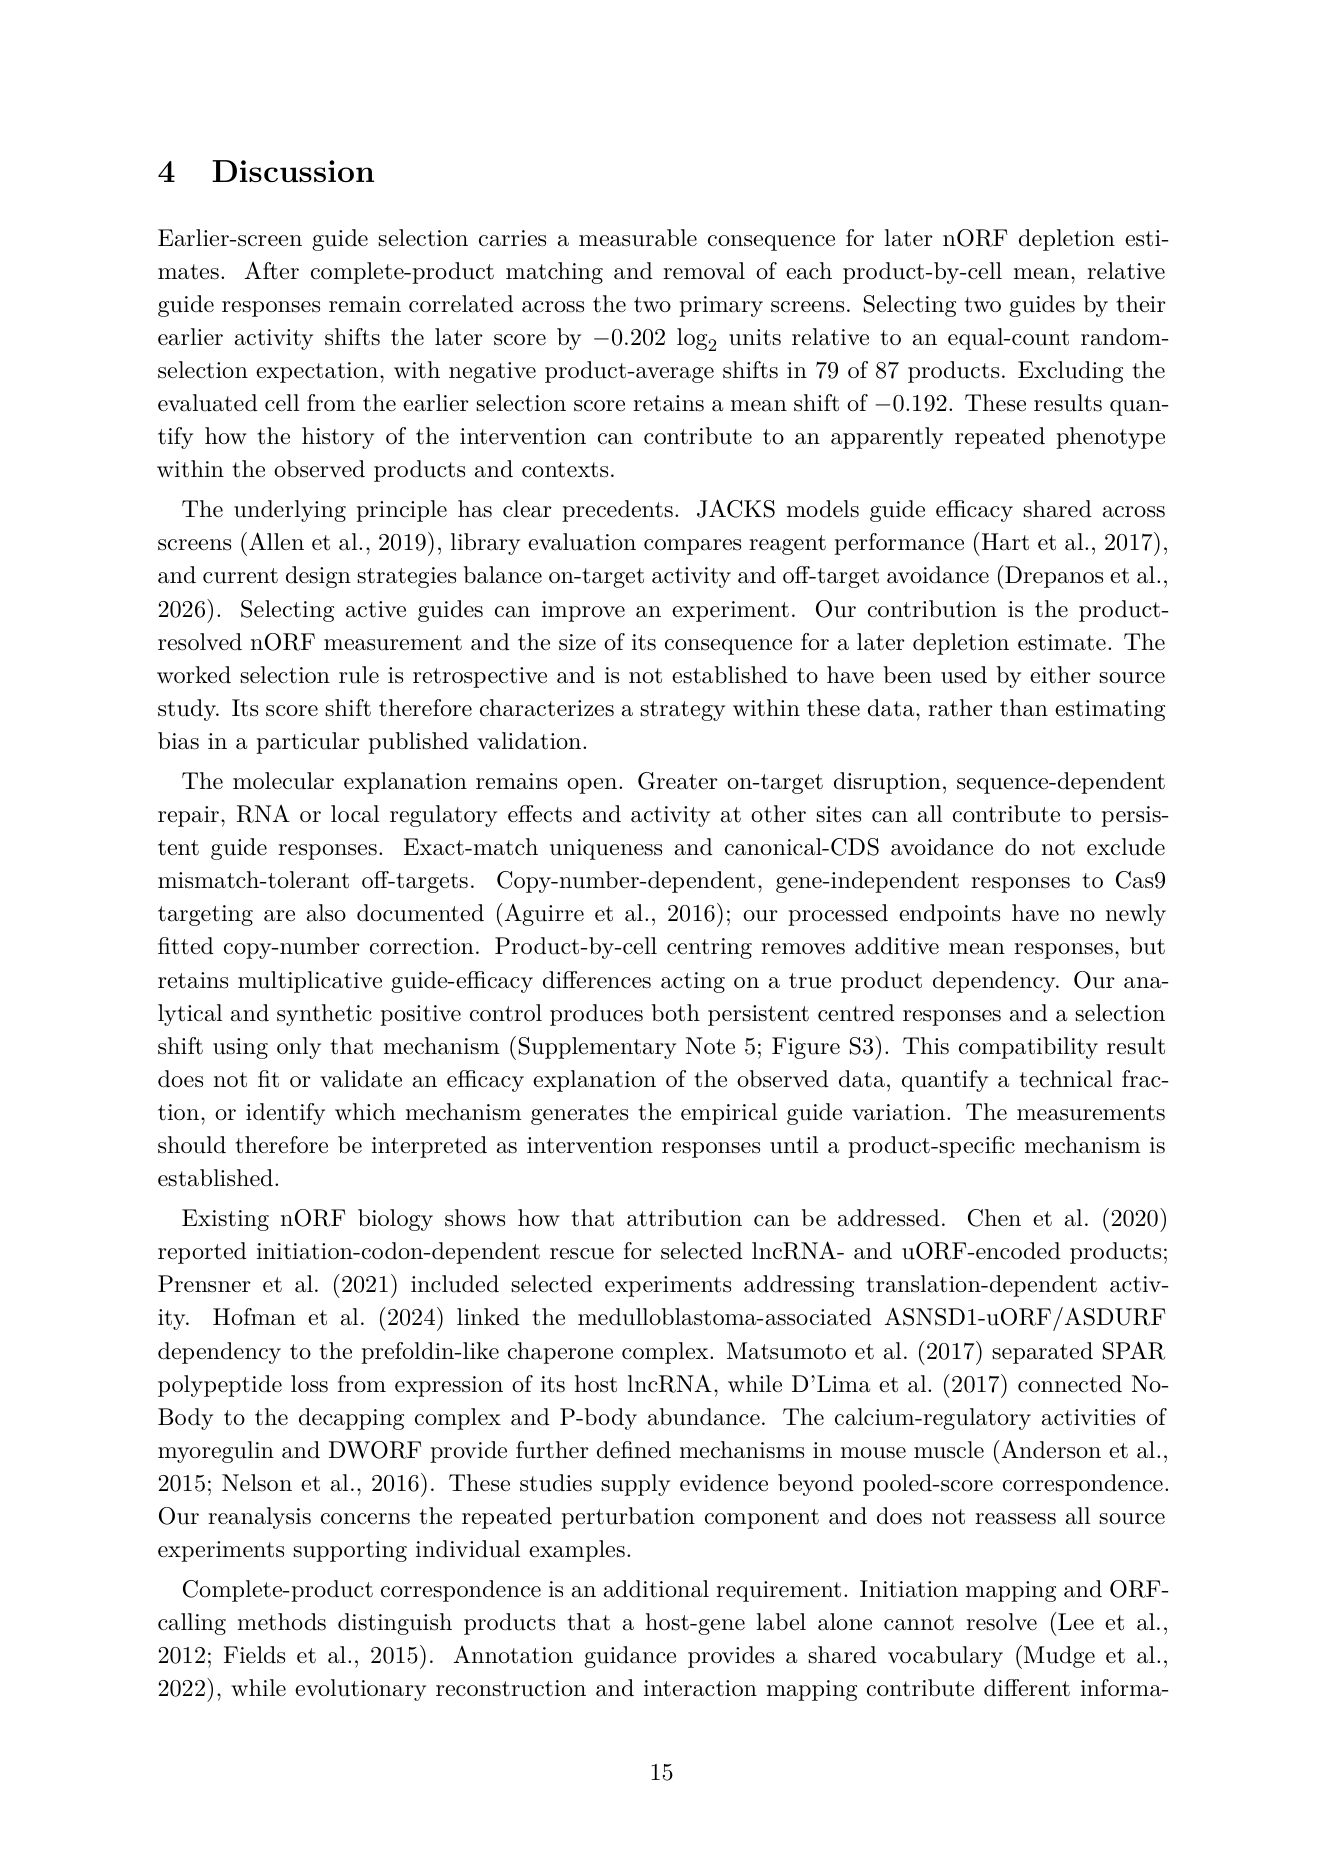 4 Discussion
Earlier-screen guide selection carries a measurable consequence for later nORF depletion esti-
mates. After complete-product matching and removal of each product-by-cell mean, relative
guide responses remain correlated across the two primary screens. Selecting two guides by their
earlier activity shifts the later score by −0.202 log₂ units relative to an equal-count random-
selection expectation, with negative product-average shifts in 79 of 87 products. Excluding the
evaluated cell from the earlier selection score retains a mean shift of −0.192. These results quan-
tify how the history of the intervention can contribute to an apparently repeated phenotype
within the observed products and contexts.
The underlying principle has clear precedents. JACKS models guide efficacy shared across
screens (Allen et al., 2019), library evaluation compares reagent performance (Hart et al., 2017),
and current design strategies balance on-target activity and off-target avoidance (Drepanos et al.,
2026). Selecting active guides can improve an experiment. Our contribution is the product-
resolved nORF measurement and the size of its consequence for a later depletion estimate. The
worked selection rule is retrospective and is not established to have been used by either source
study. Its score shift therefore characterizes a strategy within these data, rather than estimating
bias in a particular published validation.
The molecular explanation remains open. Greater on-target disruption, sequence-dependent
repair, RNA or local regulatory effects and activity at other sites can all contribute to persis-
tent guide responses. Exact-match uniqueness and canonical-CDS avoidance do not exclude
mismatch-tolerant off-targets. Copy-number-dependent, gene-independent responses to Cas9
targeting are also documented (Aguirre et al., 2016); our processed endpoints have no newly
fitted copy-number correction. Product-by-cell centring removes additive mean responses, but
retains multiplicative guide-efficacy differences acting on a true product dependency. Our ana-
lytical and synthetic positive control produces both persistent centred responses and a selection
shift using only that mechanism (Supplementary Note 5; Figure S3). This compatibility result
does not fit or validate an efficacy explanation of the observed data, quantify a technical frac-
tion, or identify which mechanism generates the empirical guide variation. The measurements
should therefore be interpreted as intervention responses until a product-specific mechanism is
established.
Existing nORF biology shows how that attribution can be addressed. Chen et al. (2020)
reported initiation-codon-dependent rescue for selected lncRNA- and uORF-encoded products;
Prensner et al. (2021) included selected experiments addressing translation-dependent activ-
ity. Hofman et al. (2024) linked the medulloblastoma-associated ASNSD1-uORF/ASDURF
dependency to the prefoldin-like chaperone complex. Matsumoto et al. (2017) separated SPAR
polypeptide loss from expression of its host lncRNA, while D'Lima et al. (2017) connected No-
Body to the decapping complex and P-body abundance. The calcium-regulatory activities of
myoregulin and DWORF provide further defined mechanisms in mouse muscle (Anderson et al.,
2015; Nelson et al., 2016). These studies supply evidence beyond pooled-score correspondence.
Our reanalysis concerns the repeated perturbation component and does not reassess all source
experiments supporting individual examples.
Complete-product correspondence is an additional requirement. Initiation mapping and ORF-
calling methods distinguish products that a host-gene label alone cannot resolve (Lee et al.,
2012; Fields et al., 2015). Annotation guidance provides a shared vocabulary (Mudge et al.,
2022), while evolutionary reconstruction and interaction mapping contribute different informa-
15